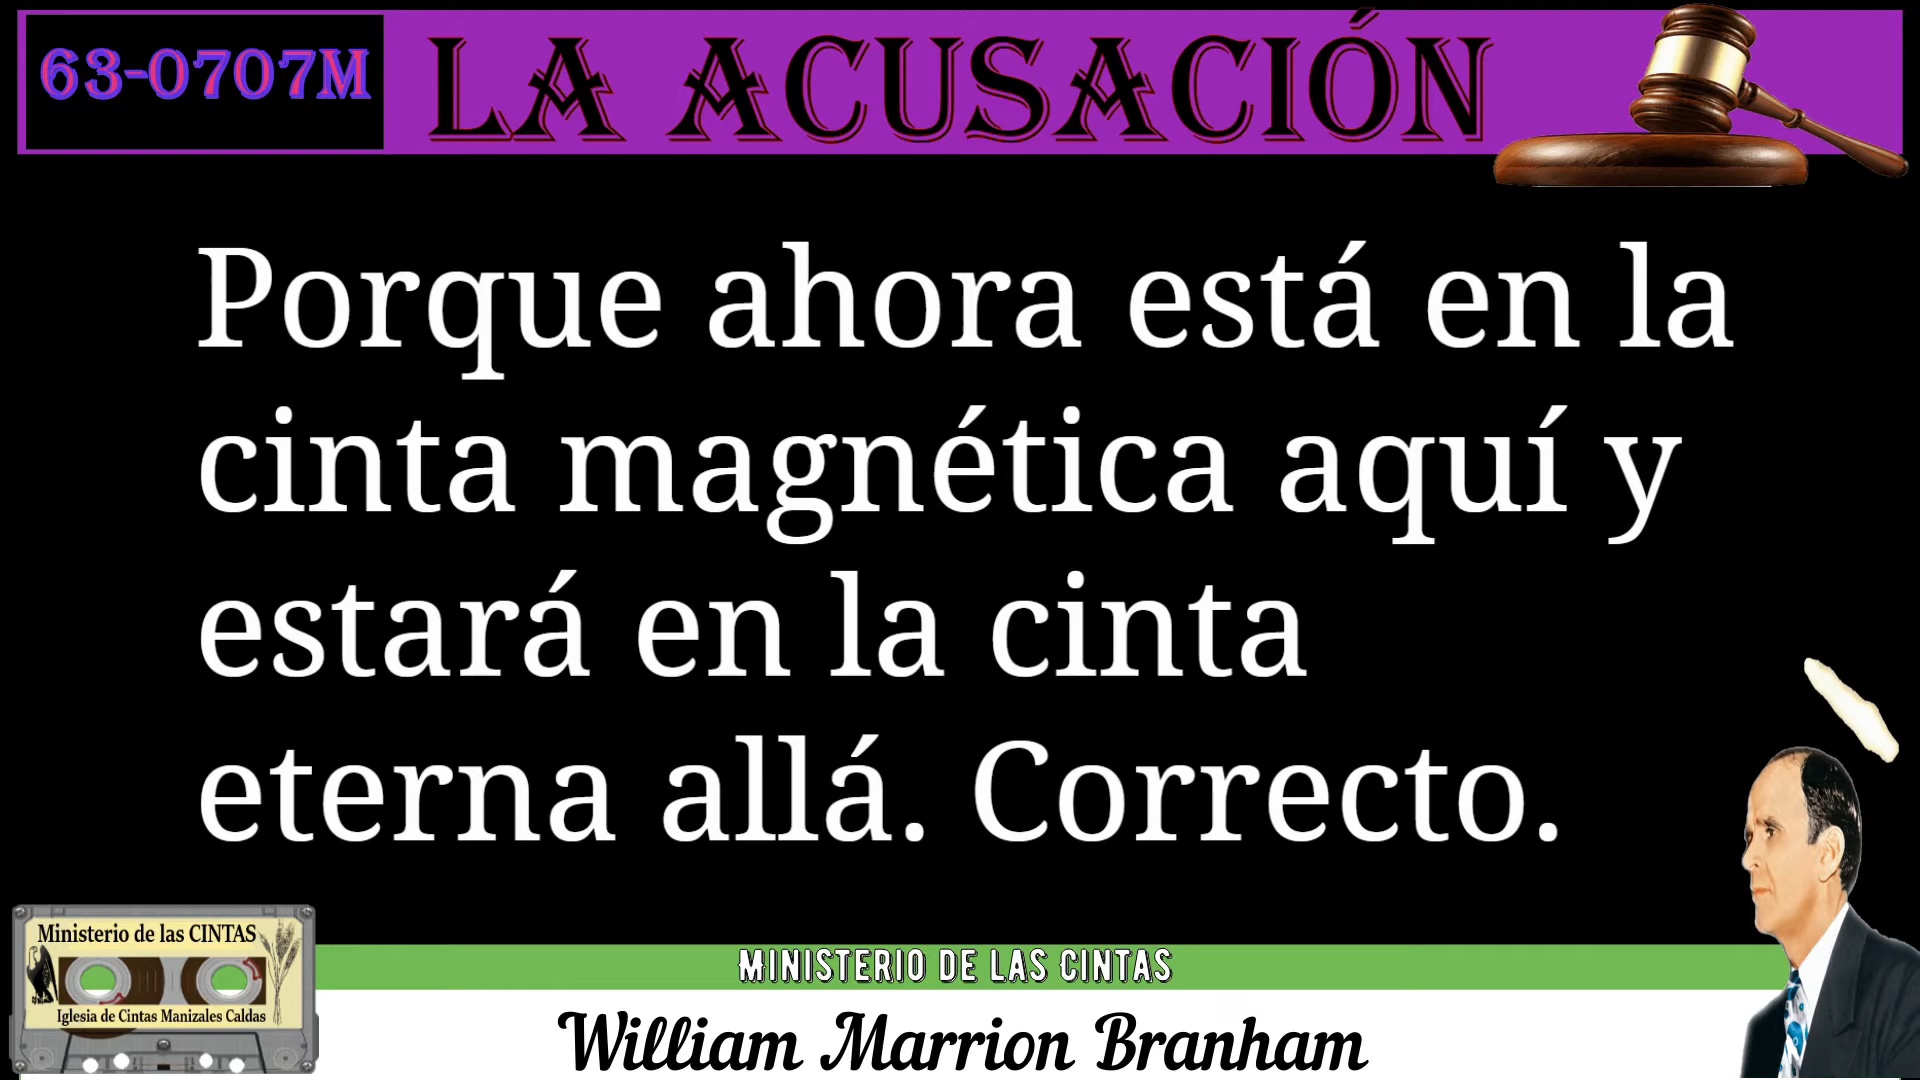 63-0707M
LA ACUSACIÓN
Porque ahora está en la
cinta magnética aquí y
estará en la cinta
eterna allá. Correcto.
Ministerio de las CINTAS
Iglesia de Cintas Manizales Caldas
MINISTERIO DE LAS CINTAS
William Marrion Branham